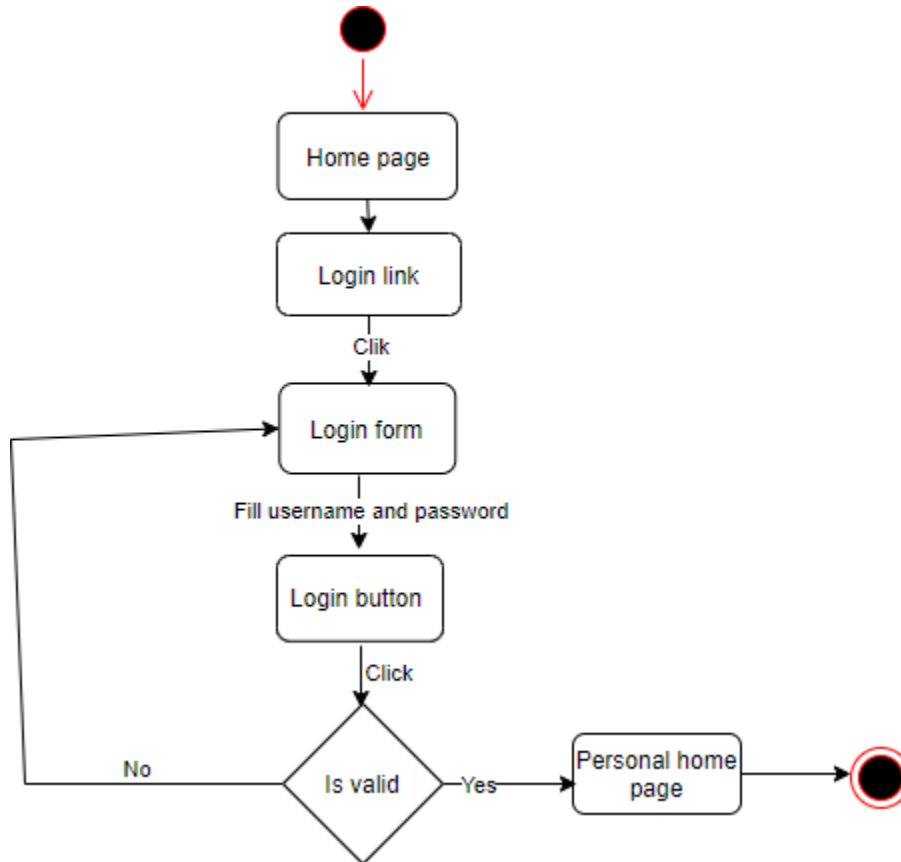 Home page
Login link
Clik
Login form
Fill username and password
Login button
Click
Is valid
No
Yes
Personal home
page